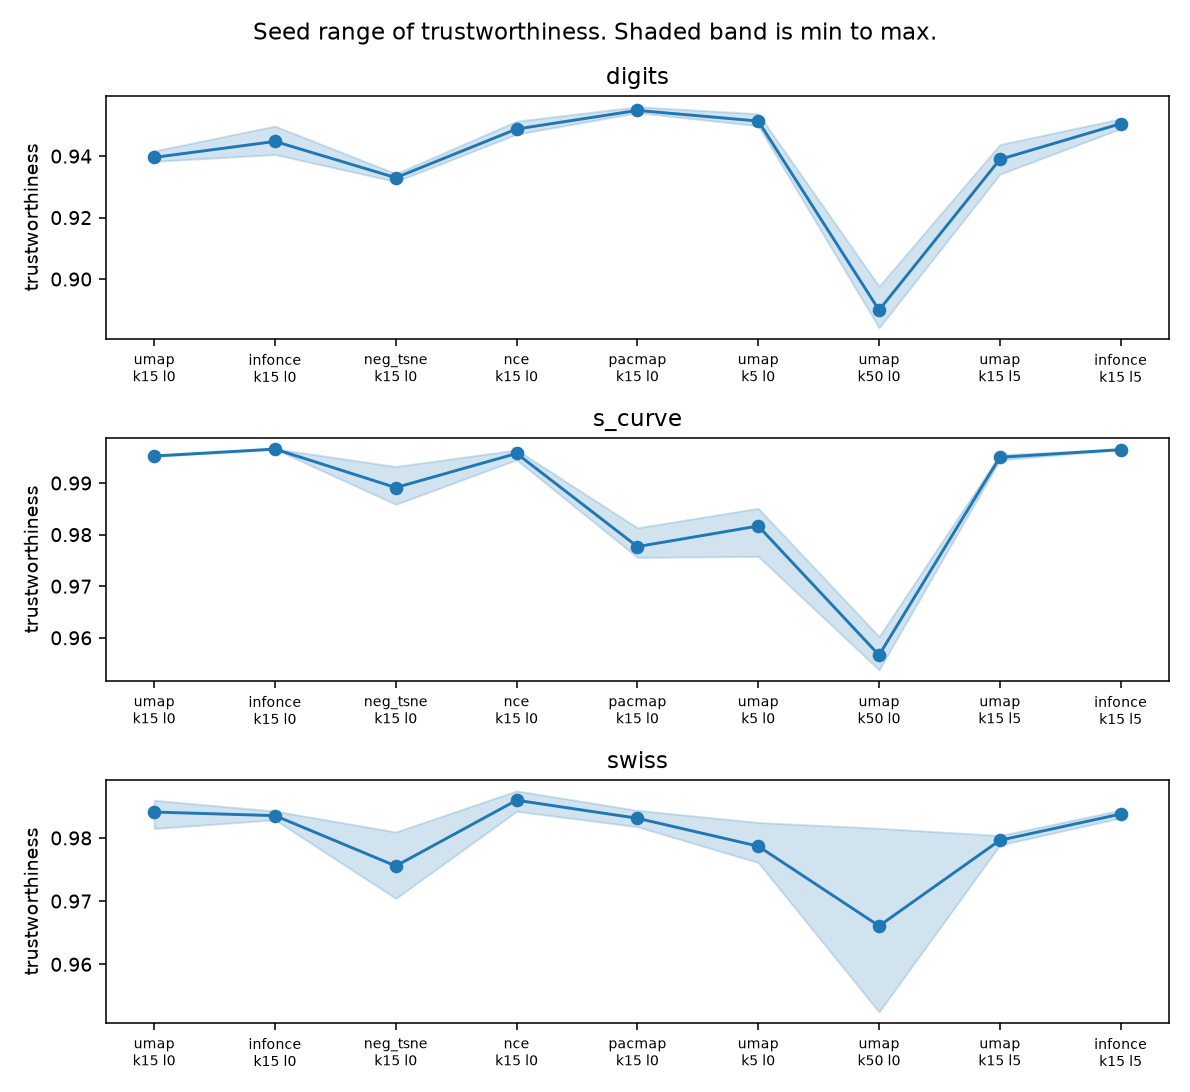 Seed range of trustworthiness. Shaded band is min to max.
digits
trustworthiness
0.94
0.92
0.90
umap infonce neg_tsne nce pacmap umap umap umap infonce
k15 l0 k15 l0 k15 l0 k15 l0 k15 l0 k5 l0 k50 l0 k15 l5 k15 l5
s_curve
trustworthiness
0.99
0.98
0.97
0.96
umap infonce neg_tsne nce pacmap umap umap umap infonce
k15 l0 k15 l0 k15 l0 k15 l0 k15 l0 k5 l0 k50 l0 k15 l5 k15 l5
swiss
trustworthiness
0.98
0.97
0.96
umap infonce neg_tsne nce pacmap umap umap umap infonce
k15 l0 k15 l0 k15 l0 k15 l0 k15 l0 k5 l0 k50 l0 k15 l5 k15 l5